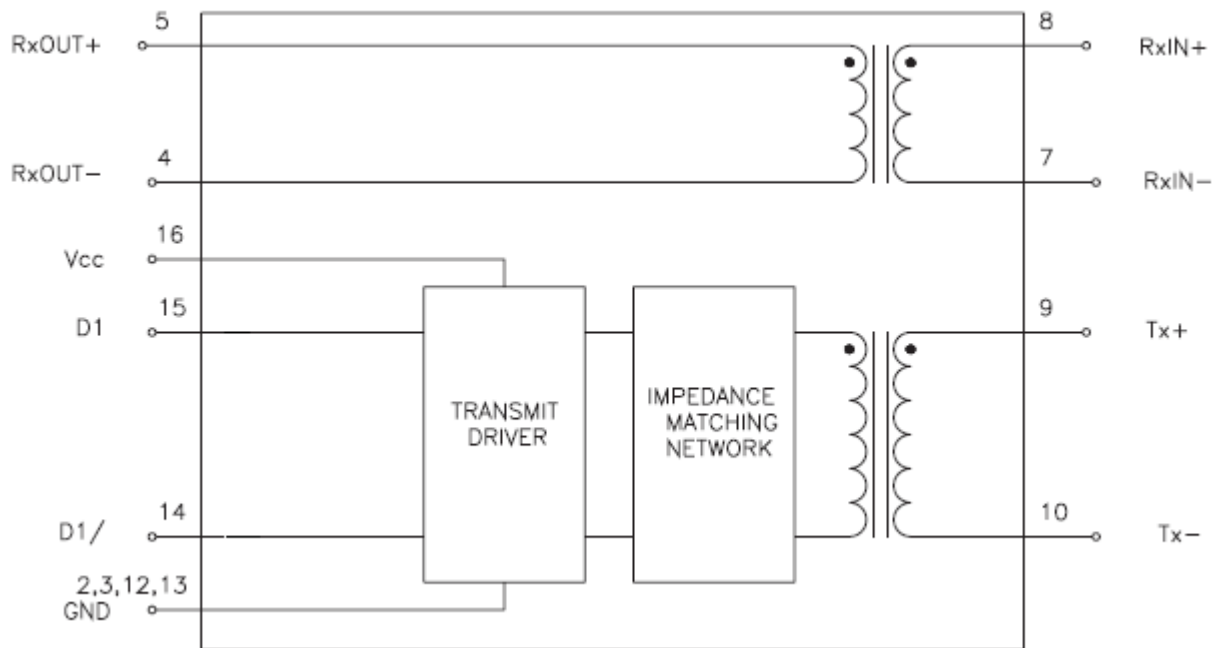 5
8
RxOUT+
RxIN+
4
7
RxOUT-
RxIN-
16
Vcc
15
9
D1
Tx+
TRANSMIT
DRIVER
IMPEDANCE
MATCHING
NETWORK
14
10
D1/
Tx-
2,3,12,13
GND